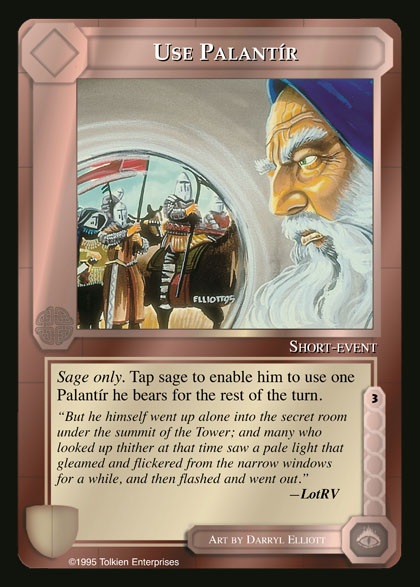 Use Palantír
ELLIOTT95
Short-event
Sage only. Tap sage to enable him to use one
Palantír he bears for the rest of the turn.
3
“But he himself went up alone into the secret room
under the summit of the Tower; and many who
looked up thither at that time saw a pale light that
gleamed and flickered from the narrow windows
for a while, and then flashed and went out.”
–LotRV
Art by Darryl Elliott
©1995 Tolkien Enterprises